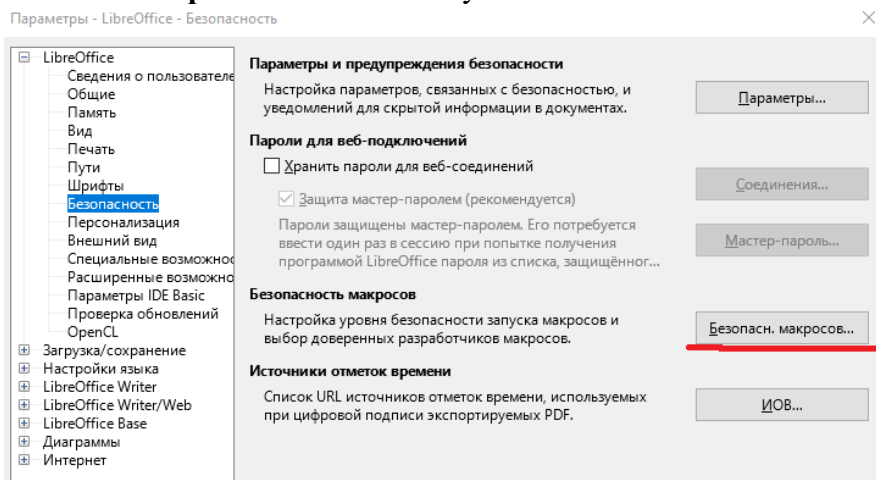 Параметры - LibreOffice - Безопасность
LibreOffice
Сведения о пользователе
Общие
Память
Вид
Печать
Пути
Шрифты
Безопасность
Персонализация
Внешний вид
Специальные возможнос
Расширенные возможно
Параметры IDE Basic
Проверка обновлений
OpenCL
Загрузка/сохранение
Настройки языка
LibreOffice Writer
LibreOffice Writer/Web
LibreOffice Base
Диаграммы
Интернет
Параметры и предупреждения безопасности
Настройка параметров, связанных с безопасностью, и
уведомлений для скрытой информации в документах.
Параметры...
Пароли для веб-подключений
Хранить пароли для веб-соединений
Соединения...
Защита мастер-паролем (рекомендуется)
Пароли защищены мастер-паролем. Его потребуется
ввести один раз в сессию при попытке получения
программой LibreOffice пароля из списка, защищённог...
Мастер-пароль...
Безопасность макросов
Настройка уровня безопасности запуска макросов и
выбор доверенных разработчиков макросов.
Безопасн. макросов...
Источники отметок времени
Список URL источников отметок времени, используемых
при цифровой подписи экспортируемых PDF.
ИОВ...